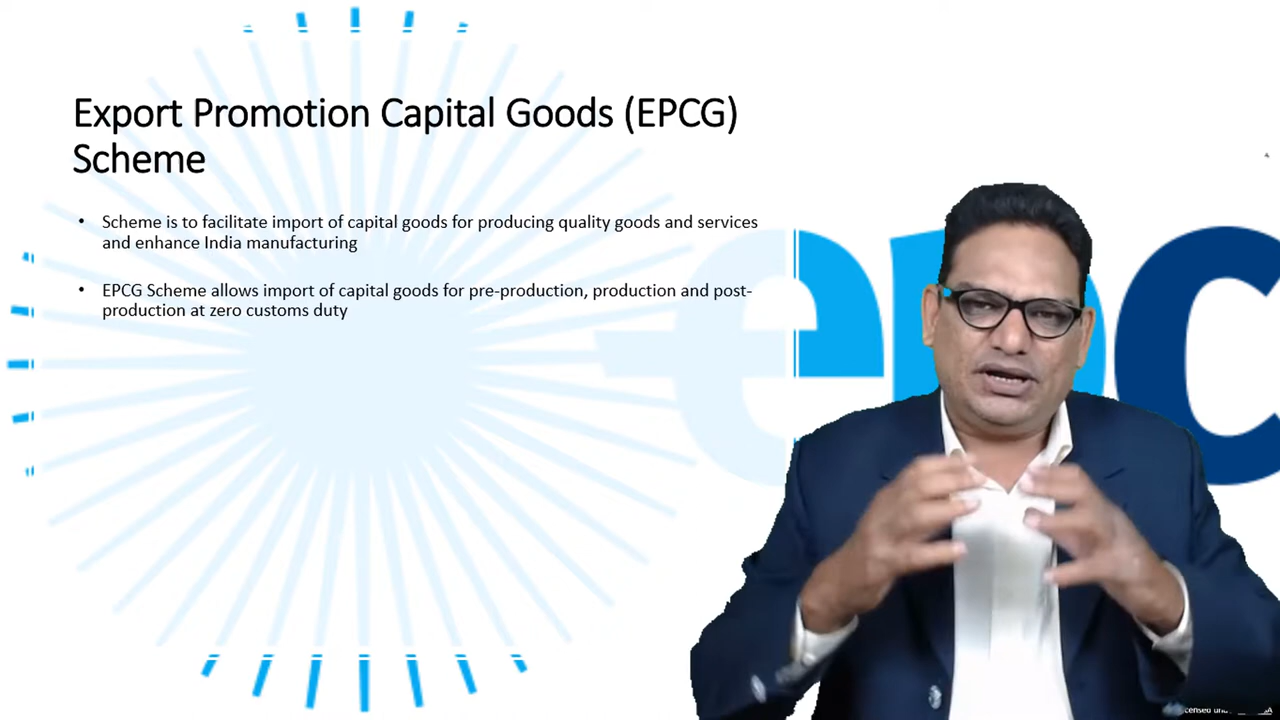 Export Promotion Capital Goods (EPCG)
Scheme
• Scheme is to facilitate import of capital goods for producing quality goods and services
and enhance India manufacturing
• EPCG Scheme allows import of capital goods for pre-production, production and post-
production at zero customs duty
epc